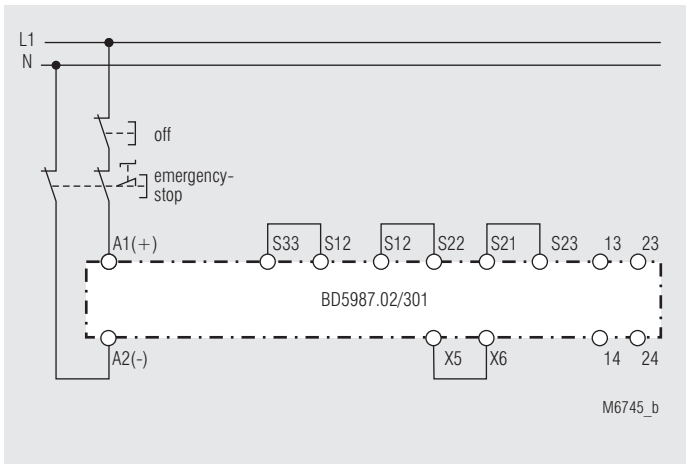 L1
N
off
emergency-
stop
A1(+) S33 S12 S12 S22 S21 S23 13 23
BD5987.02/301
A2(-) X5 X6 14 24
M6745_b